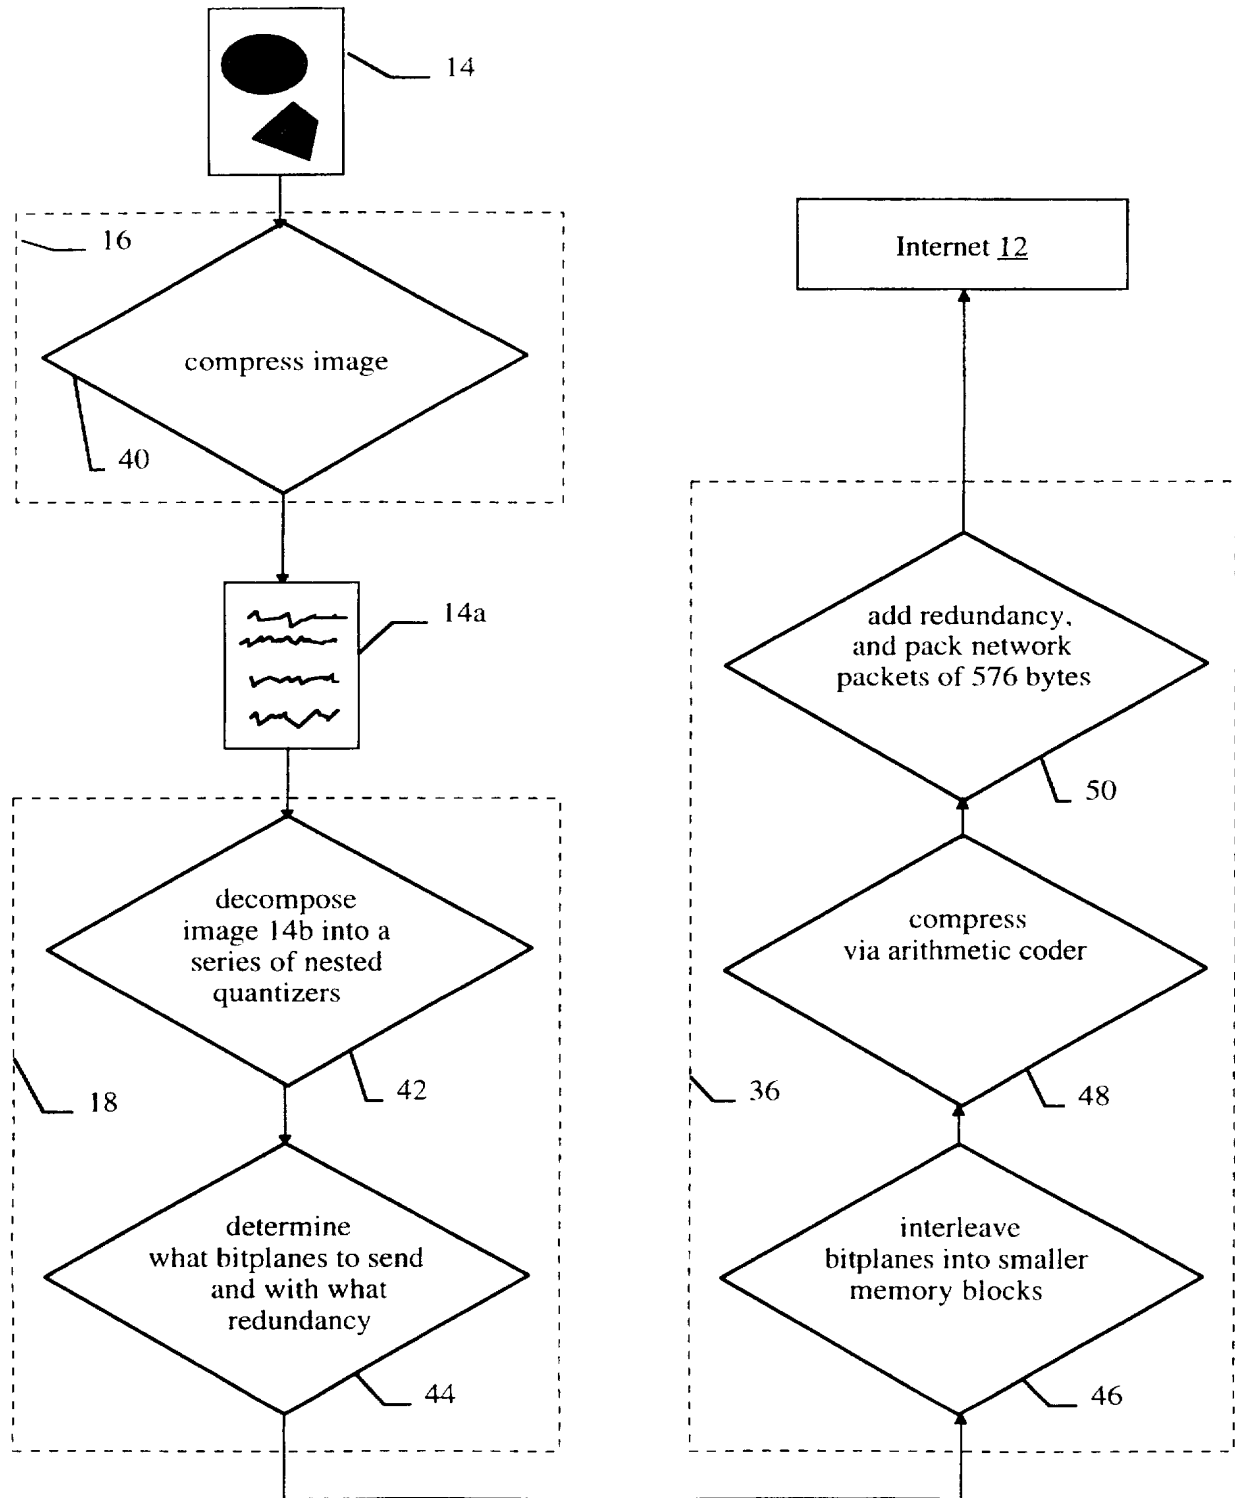 14
16
compress image
40
14a
decompose
image 14b into a
series of nested
quantizers
42
18
determine
what bitplanes to send
and with what
redundancy
44
Internet 12
add redundancy,
and pack network
packets of 576 bytes
50
compress
via arithmetic coder
36
48
interleave
bitplanes into smaller
memory blocks
46